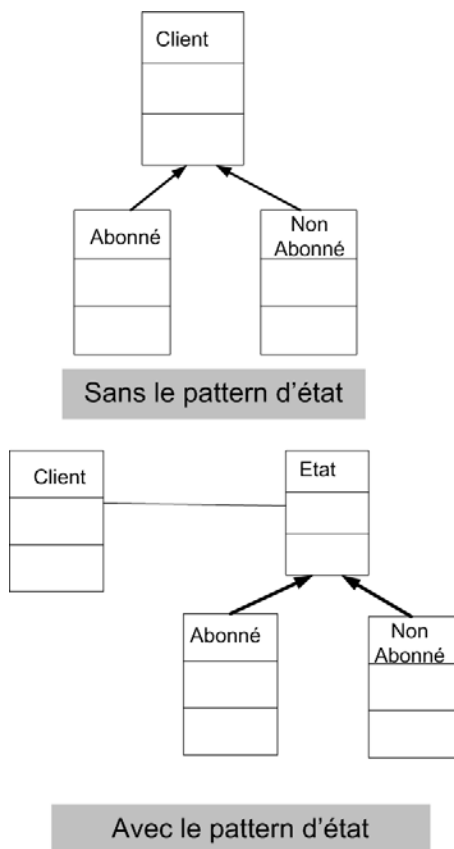 Client
Abonné
Non
Abonné
Sans le pattern d'état
Client
Etat
Abonné
Non
Abonné
Avec le pattern d'état